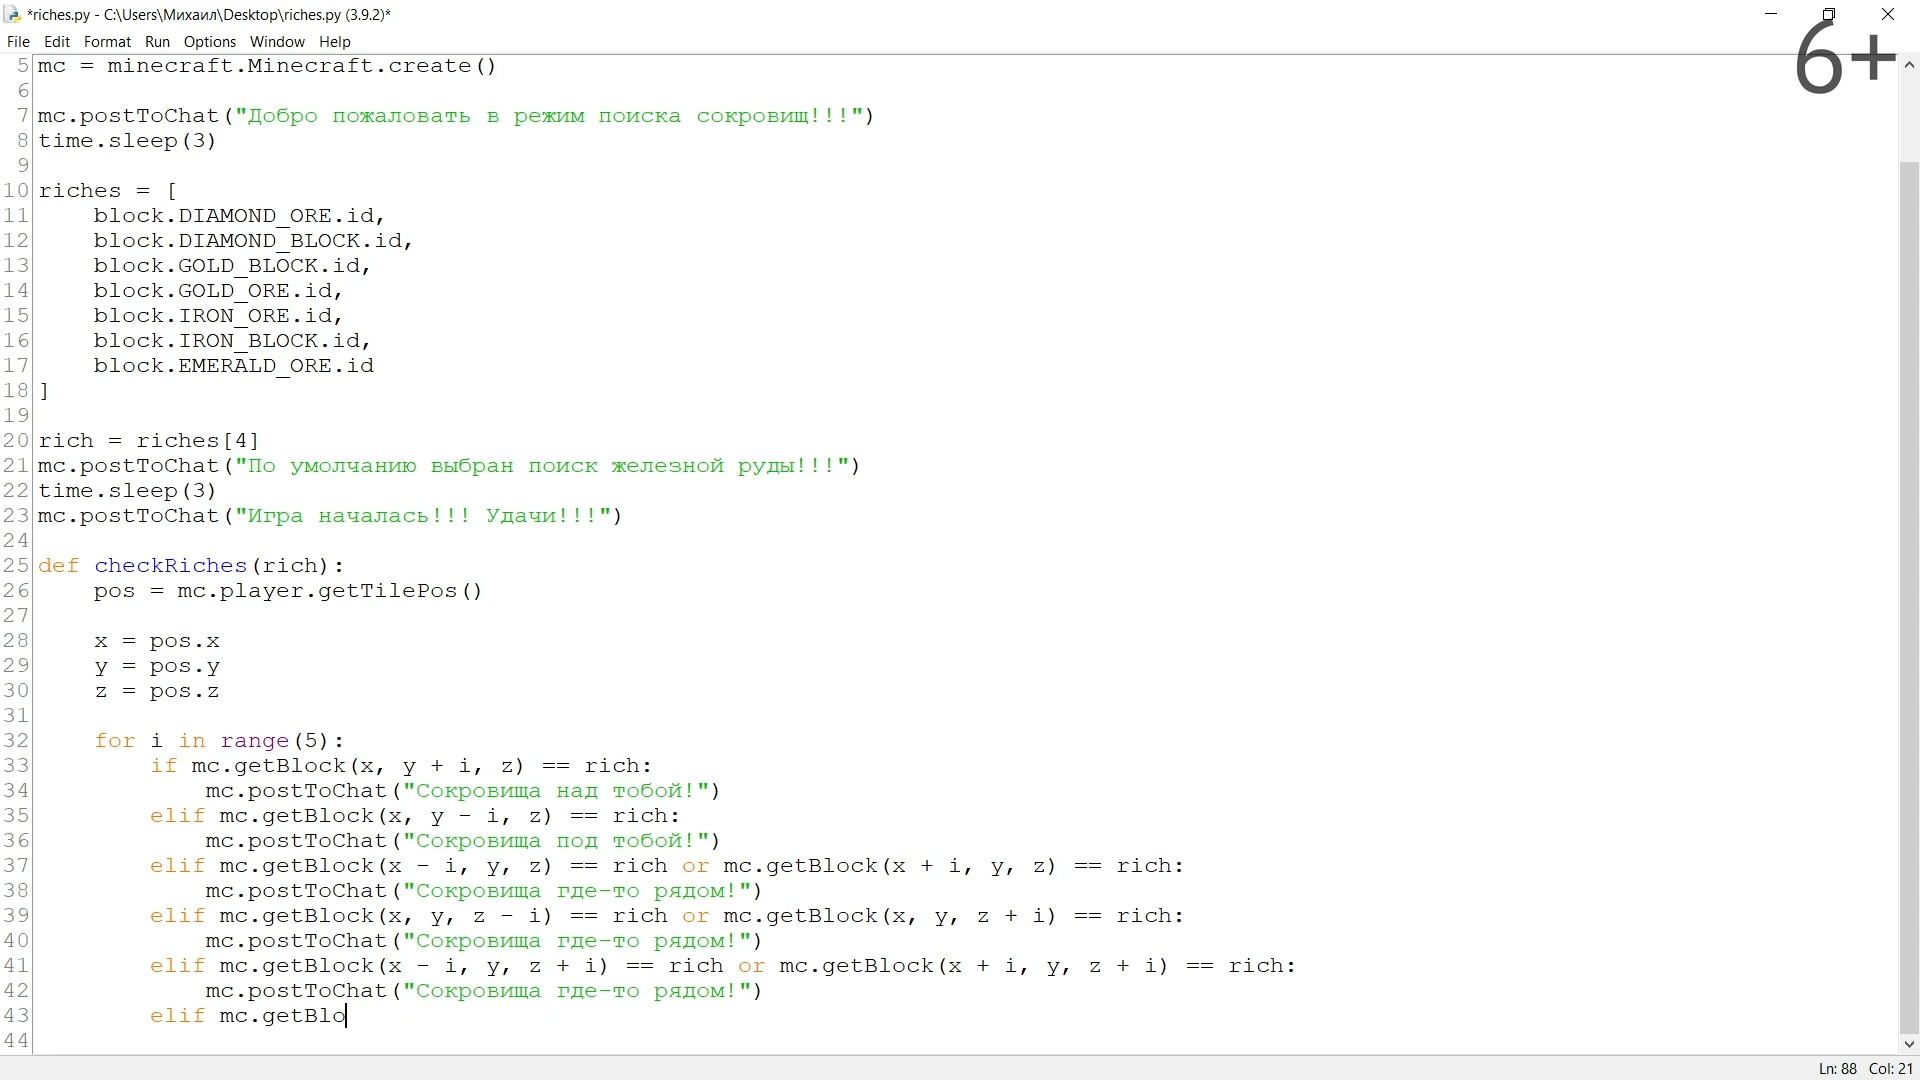 *riches.py - C:\Users\Михаил\Desktop\riches.py (3.9.2)*
File Edit Format Run Options Window Help
6+
5 mc = minecraft.Minecraft.create()
6
7 mc.postToChat("Добро пожаловать в режим поиска сокровищ!!!")
8 time.sleep(3)
9
10 riches = [
11     block.DIAMOND_ORE.id,
12     block.DIAMOND_BLOCK.id,
13     block.GOLD_BLOCK.id,
14     block.GOLD_ORE.id,
15     block.IRON_ORE.id,
16     block.IRON_BLOCK.id,
17     block.EMERALD_ORE.id
18 ]
19
20 rich = riches[4]
21 mc.postToChat("По умолчанию выбран поиск железной руды!!!")
22 time.sleep(3)
23 mc.postToChat("Игра началась!!! Удачи!!!")
24
25 def checkRiches(rich):
26     pos = mc.player.getTilePos()
27
28     x = pos.x
29     y = pos.y
30     z = pos.z
31
32     for i in range(5):
33         if mc.getBlock(x, y + i, z) == rich:
34             mc.postToChat("Сокровища над тобой!")
35         elif mc.getBlock(x, y - i, z) == rich:
36             mc.postToChat("Сокровища под тобой!")
37         elif mc.getBlock(x - i, y, z) == rich or mc.getBlock(x + i, y, z) == rich:
38             mc.postToChat("Сокровища где-то рядом!")
39         elif mc.getBlock(x, y, z - i) == rich or mc.getBlock(x, y, z + i) == rich:
40             mc.postToChat("Сокровища где-то рядом!")
41         elif mc.getBlock(x - i, y, z + i) == rich or mc.getBlock(x + i, y, z + i) == rich:
42             mc.postToChat("Сокровища где-то рядом!")
43         elif mc.getBlo
44
Ln: 88 Col: 21